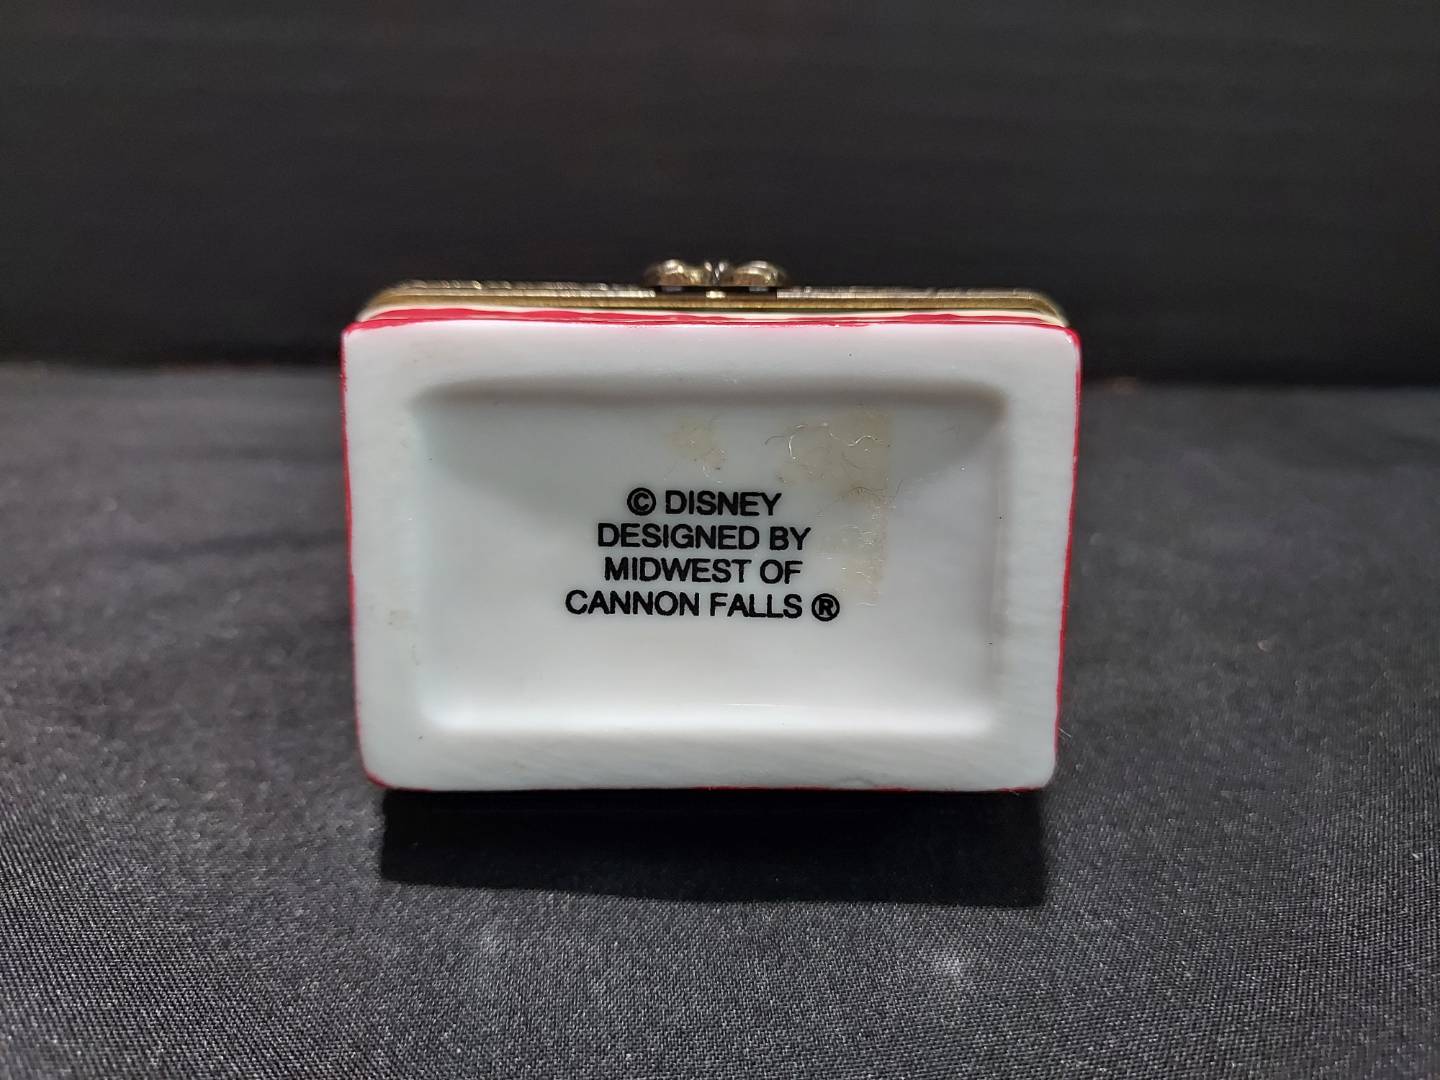 © DISNEY
DESIGNED BY
MIDWEST OF
CANNON FALLS ®